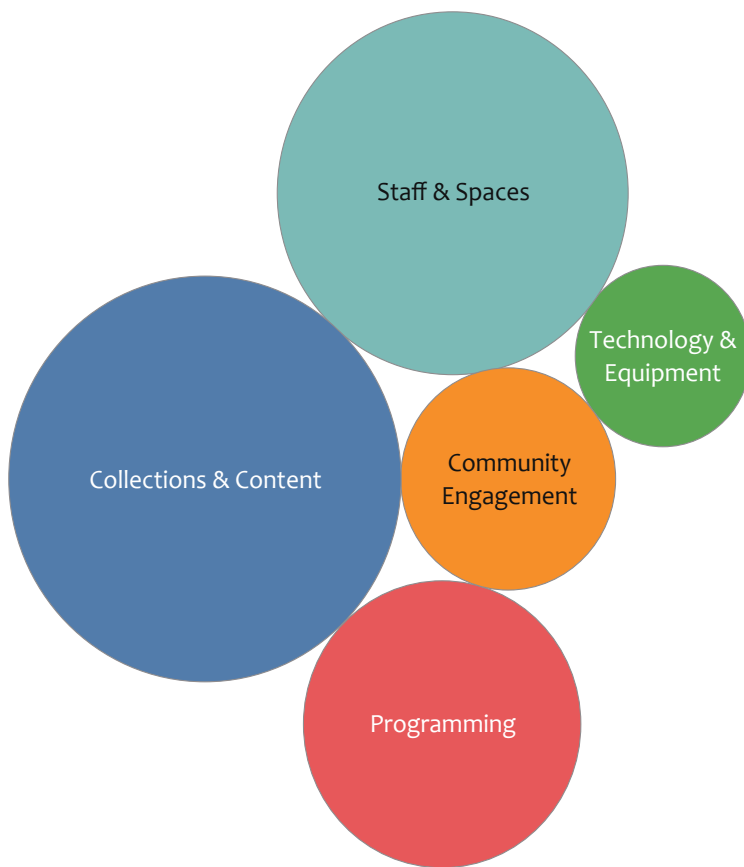 Staff & Spaces
Technology &
Equipment
Community
Engagement
Collections & Content
Programming